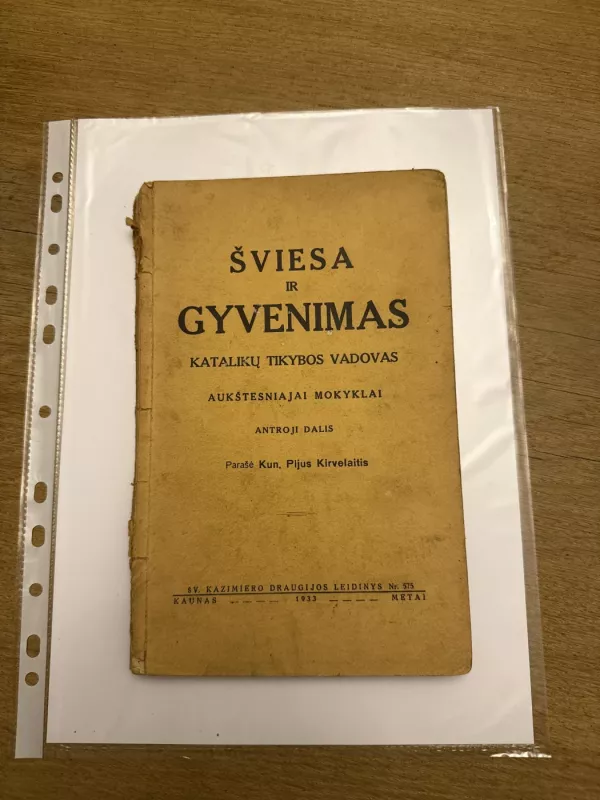 ŠVIESA
IR
GYVENIMAS
KATALIKŲ TIKYBOS VADOVAS
AUKŠTESNIAJAI MOKYKLAI
ANTROJI DALIS
Parašė Kun. Pijus Kirvelaitis
ŠV. KAZIMIERO DRAUGIJOS LEIDINYS Nr. 575
KAUNAS 1933 METAI